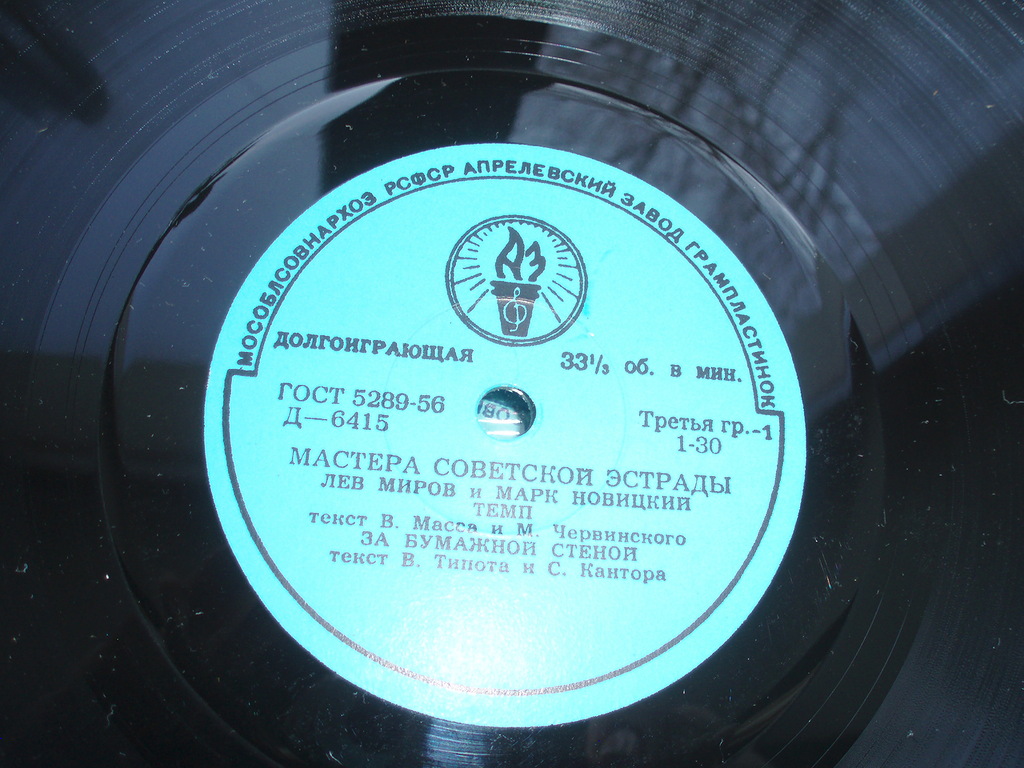 МОСОБЛСОВНАРХОЗ РСФСР АПРЕЛЕВСКИЙ ЗАВОД ГРАМПЛАСТИНОК
АЗ
ДОЛГОИГРАЮЩАЯ 33⅓ об. в мин.
ГОСТ 5289-56
Д—6415
Третья гр.-1
1-30
МАСТЕРА СОВЕТСКОЙ ЭСТРАДЫ
ЛЕВ МИРОВ и МАРК НОВИЦКИЙ
ТЕМП
текст В. Масса и М. Червинского
ЗА БУМАЖНОЙ СТЕНОЙ
текст В. Типота и С. Кантора